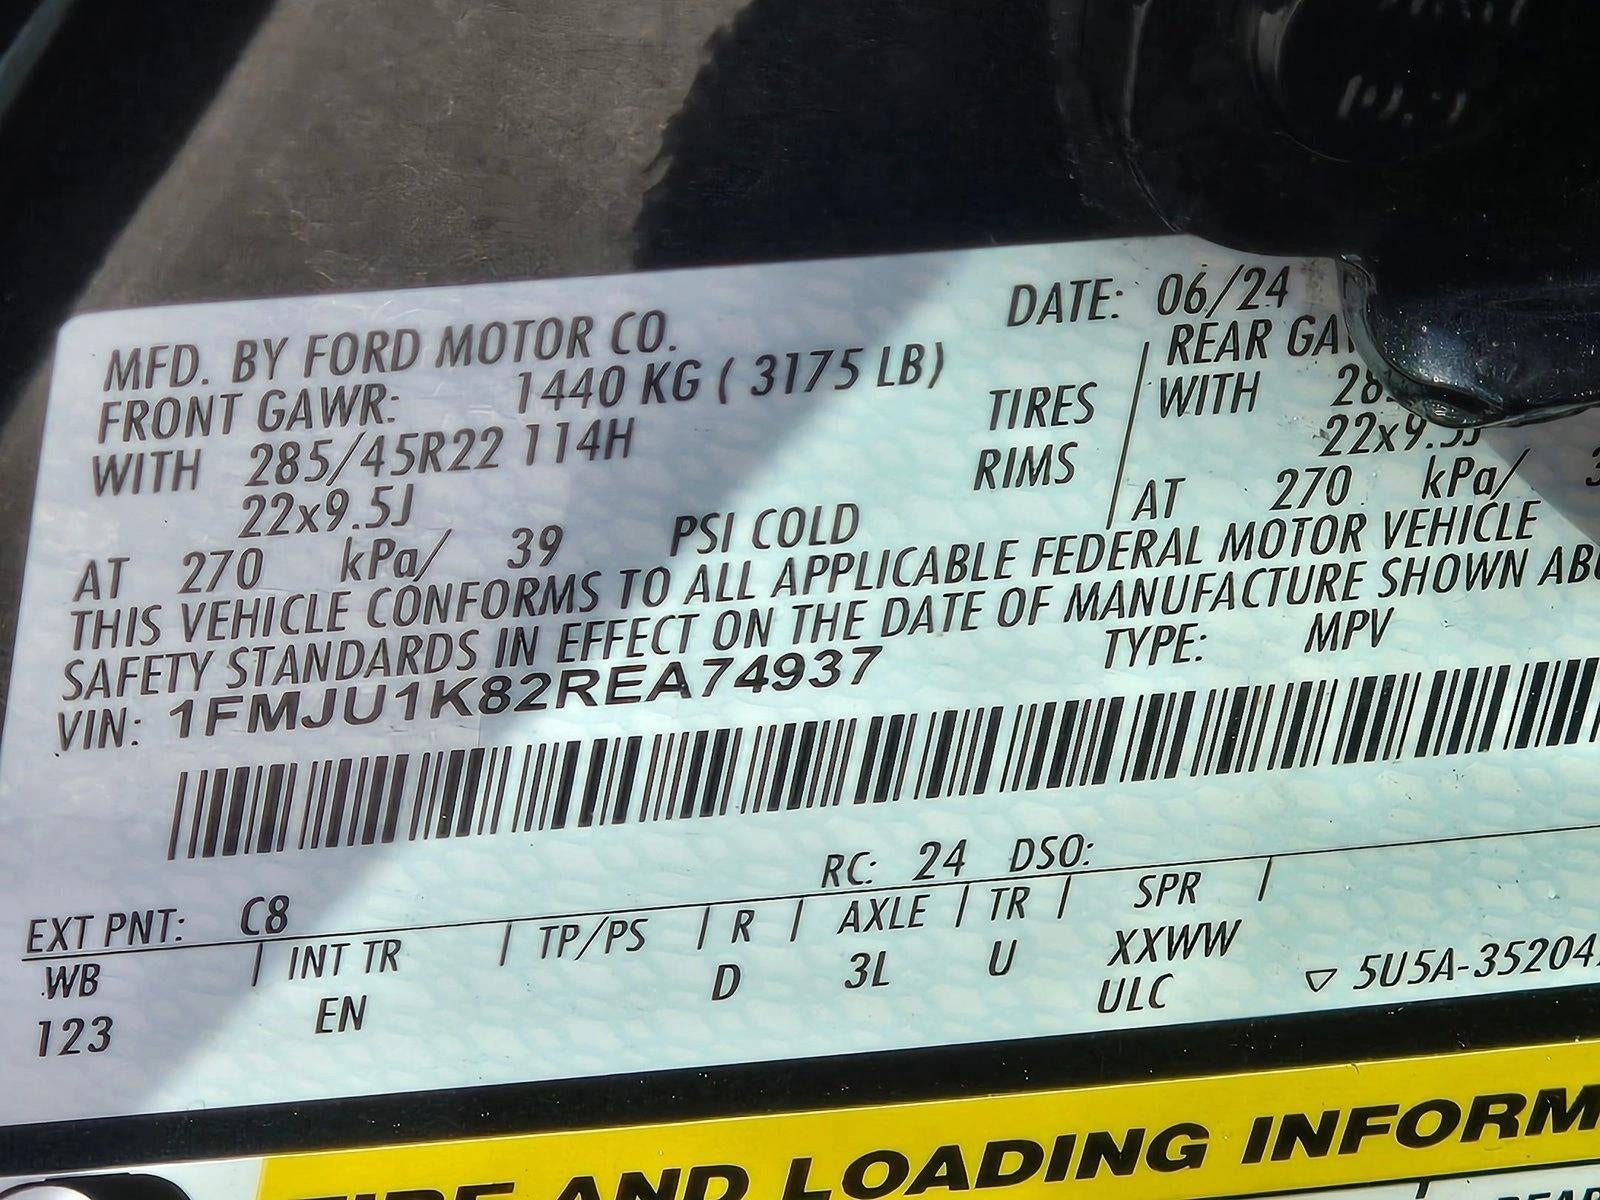 DATE: 06/24
MFD. BY FORD MOTOR CO.
FRONT GAWR: 1440 KG ( 3175 LB) REAR
WITH 285/45R22 114H TIRES WITH
22x9.5J RIMS 22x9.5J
AT 270 kPa/ 39 PSI COLD AT 270 kPa/
THIS VEHICLE CONFORMS TO ALL APPLICABLE FEDERAL MOTOR VEHICLE
SAFETY STANDARDS IN EFFECT ON THE DATE OF MANUFACTURE SHOWN
VIN: 1FMJU1K82REA74937 TYPE: MPV
RC: 24 DSO:
EXT PNT: C8
WB INT TR TP/PS R AXLE TR SPR
123 EN D 3L U XXWW
ULC
5U5A-35204
AND LOADING